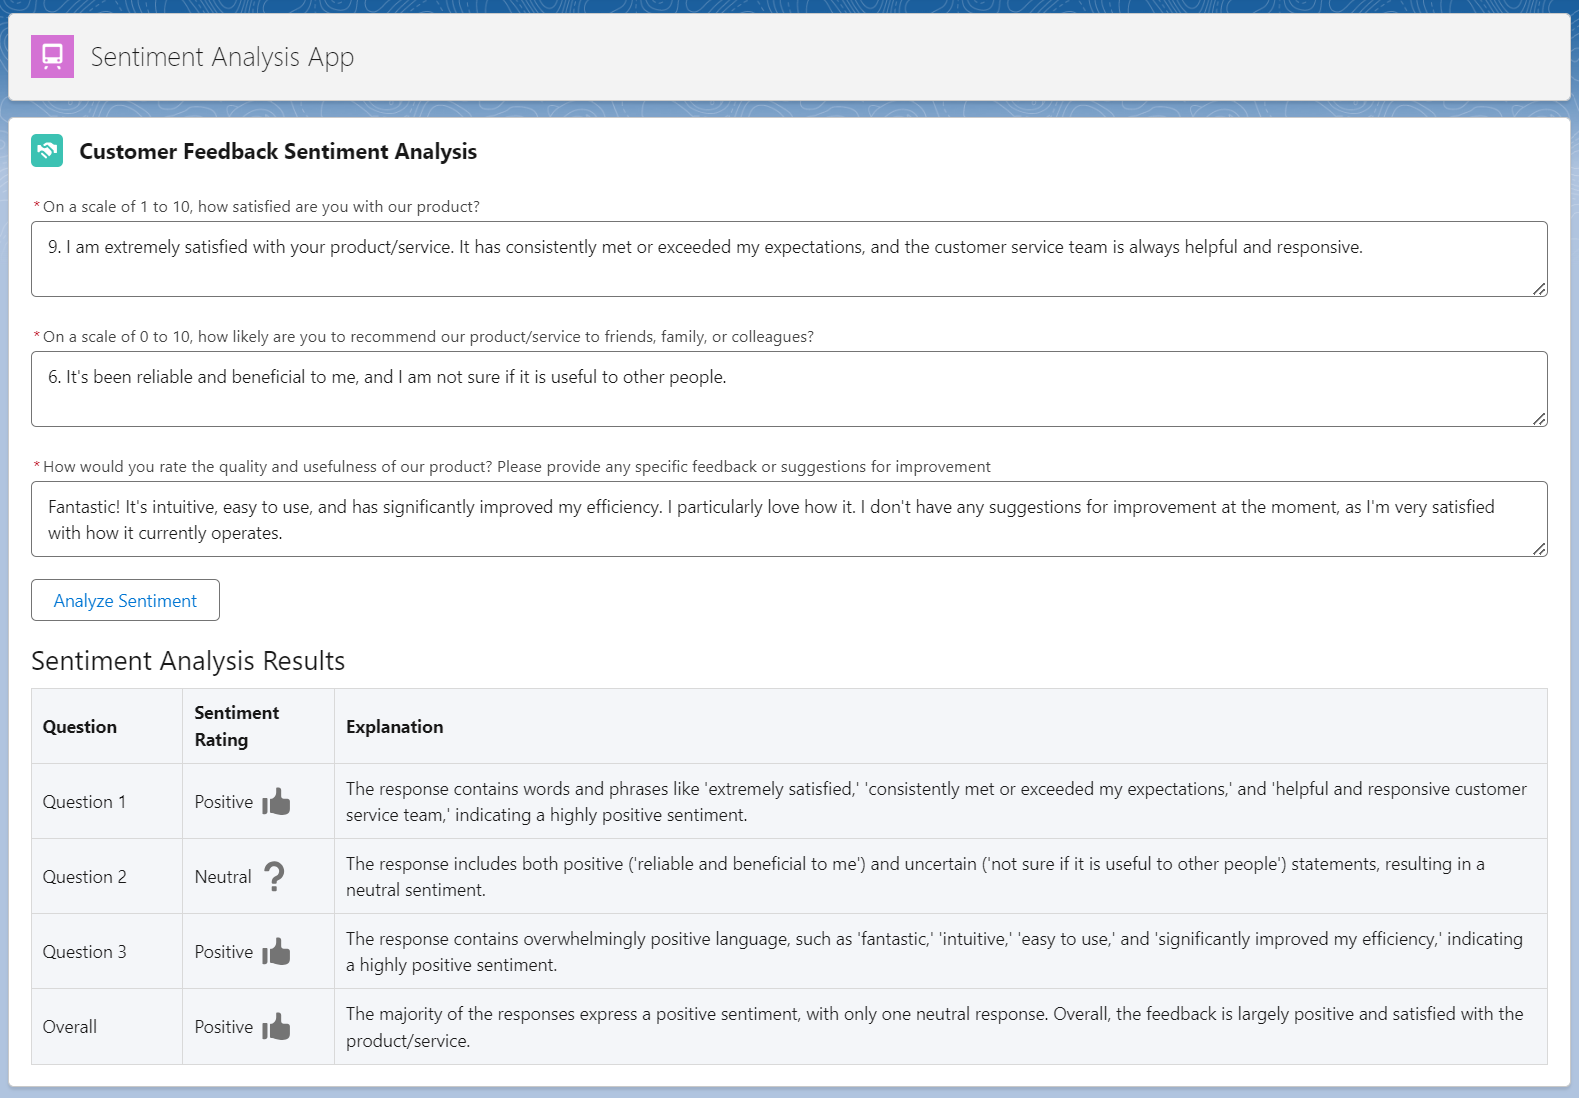 Sentiment Analysis App
Customer Feedback Sentiment Analysis
*On a scale of 1 to 10, how satisfied are you with our product?
9. I am extremely satisfied with your product/service. It has consistently met or exceeded my expectations, and the customer service team is always helpful and responsive.
*On a scale of 0 to 10, how likely are you to recommend our product/service to friends, family, or colleagues?
6. It's been reliable and beneficial to me, and I am not sure if it is useful to other people.
*How would you rate the quality and usefulness of our product? Please provide any specific feedback or suggestions for improvement
Fantastic! It's intuitive, easy to use, and has significantly improved my efficiency. I particularly love how it. I don't have any suggestions for improvement at the moment, as I'm very satisfied
with how it currently operates.
Analyze Sentiment
Sentiment Analysis Results
Question
Sentiment
Rating
Explanation
Question 1
Positive
The response contains words and phrases like 'extremely satisfied,' 'consistently met or exceeded my expectations,' and 'helpful and responsive customer
service team,' indicating a highly positive sentiment.
Question 2
Neutral
The response includes both positive ('reliable and beneficial to me') and uncertain ('not sure if it is useful to other people') statements, resulting in a
neutral sentiment.
Question 3
Positive
The response contains overwhelmingly positive language, such as 'fantastic,' 'intuitive,' 'easy to use,' and 'significantly improved my efficiency,' indicating
a highly positive sentiment.
Overall
Positive
The majority of the responses express a positive sentiment, with only one neutral response. Overall, the feedback is largely positive and satisfied with the
product/service.